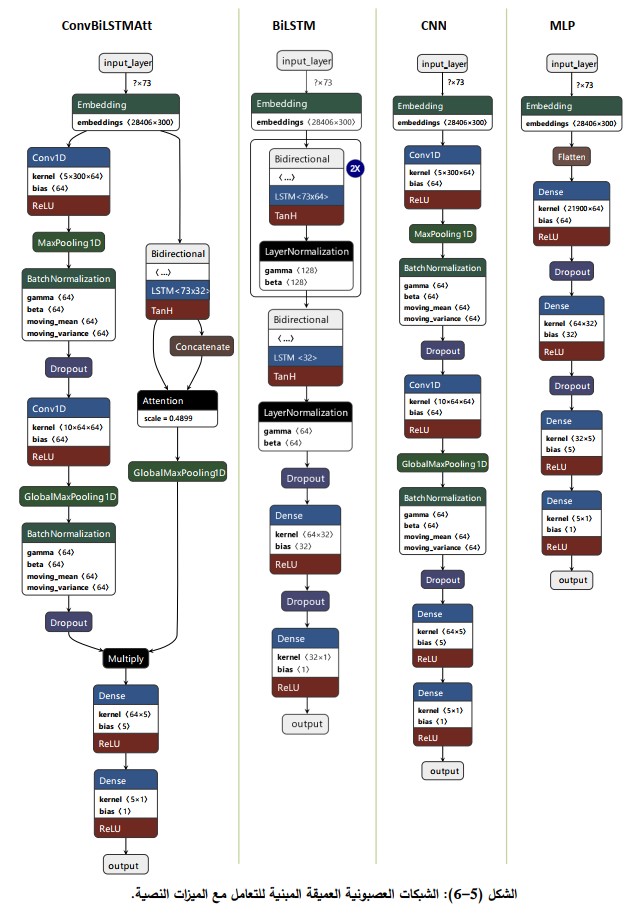 ConvBiLSTMAtt
input_layer
?×73
Embedding
embeddings ⟨28406×300⟩
Conv1D
kernel ⟨5×300×64⟩
bias ⟨64⟩
ReLU
MaxPooling1D
BatchNormalization
gamma ⟨64⟩
beta ⟨64⟩
moving_mean ⟨64⟩
moving_variance ⟨64⟩
Dropout
Conv1D
kernel ⟨10×64×64⟩
bias ⟨64⟩
ReLU
GlobalMaxPooling1D
BatchNormalization
gamma ⟨64⟩
beta ⟨64⟩
moving_mean ⟨64⟩
moving_variance ⟨64⟩
Dropout
Bidirectional
⟨...⟩
LSTM<73x32>
TanH
Concatenate
Attention
scale = 0.4899
GlobalMaxPooling1D
Multiply
Dense
kernel ⟨64×5⟩
bias ⟨5⟩
ReLU
Dense
kernel ⟨5×1⟩
bias ⟨1⟩
ReLU
output
BiLSTM
input_layer
?×73
Embedding
embeddings ⟨28406×300⟩
Bidirectional
⟨...⟩
2X
LSTM<73x64>
TanH
LayerNormalization
gamma ⟨128⟩
beta ⟨128⟩
Bidirectional
⟨...⟩
LSTM <32>
TanH
LayerNormalization
gamma ⟨64⟩
beta ⟨64⟩
Dropout
Dense
kernel ⟨64×32⟩
bias ⟨32⟩
ReLU
Dropout
Dense
kernel ⟨32×1⟩
bias ⟨1⟩
ReLU
output
CNN
input_layer
?×73
Embedding
embeddings ⟨28406×300⟩
Conv1D
kernel ⟨5×300×64⟩
bias ⟨64⟩
ReLU
MaxPooling1D
BatchNormalization
gamma ⟨64⟩
beta ⟨64⟩
moving_mean ⟨64⟩
moving_variance ⟨64⟩
Dropout
Conv1D
kernel ⟨10×64×64⟩
bias ⟨64⟩
ReLU
GlobalMaxPooling1D
BatchNormalization
gamma ⟨64⟩
beta ⟨64⟩
moving_mean ⟨64⟩
moving_variance ⟨64⟩
Dropout
Dense
kernel ⟨64×5⟩
bias ⟨5⟩
ReLU
Dense
kernel ⟨5×1⟩
bias ⟨1⟩
ReLU
output
MLP
input_layer
?×73
Embedding
embeddings ⟨28406×300⟩
Flatten
Dense
kernel ⟨21900×64⟩
bias ⟨64⟩
ReLU
Dropout
Dense
kernel ⟨64×32⟩
bias ⟨32⟩
ReLU
Dropout
Dense
kernel ⟨32×5⟩
bias ⟨5⟩
ReLU
Dense
kernel ⟨5×1⟩
bias ⟨1⟩
ReLU
output
الشكل (5–6): الشبكات العصبونية العميقة المبنية للتعامل مع الميزات النصية.